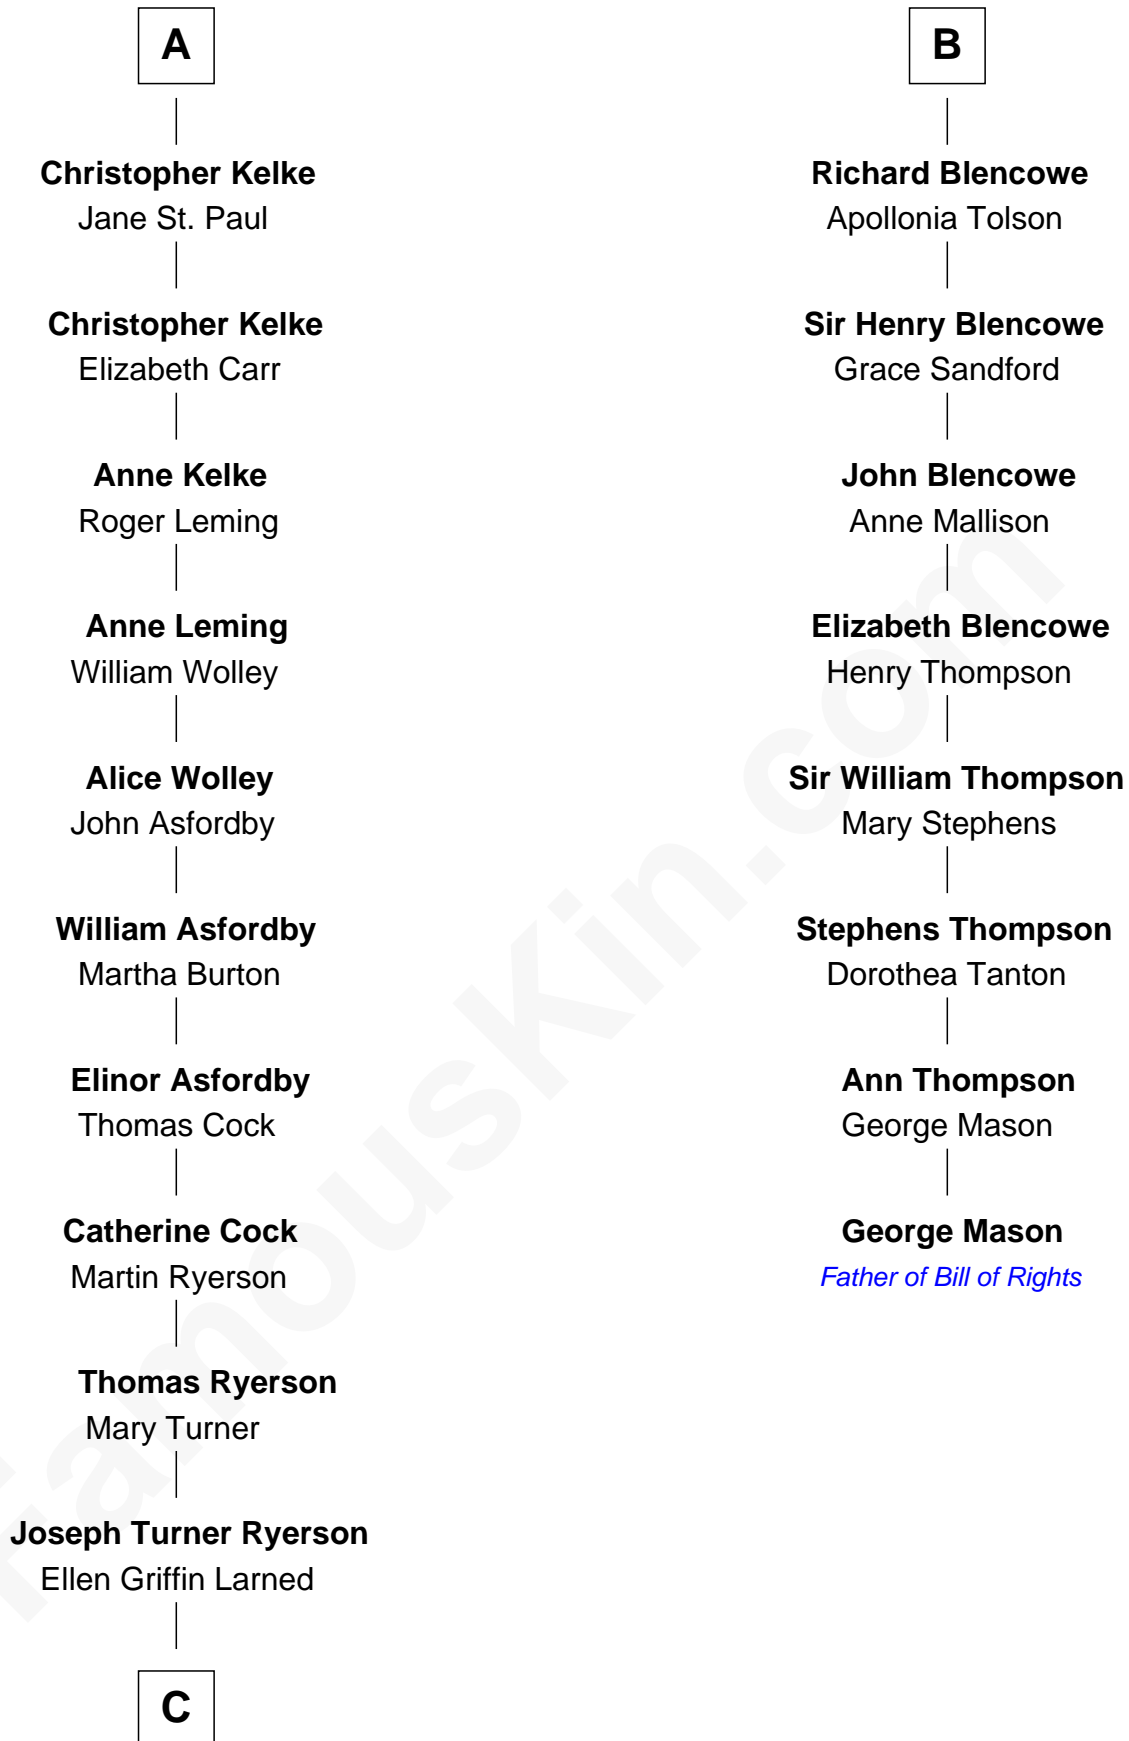 A
Christopher Kelke
Jane St. Paul
Christopher Kelke
Elizabeth Carr
Anne Kelke
Roger Leming
Anne Leming
William Wolley
Alice Wolley
John Asfordby
William Asfordby
Martha Burton
Elinor Asfordby
Thomas Cock
Catherine Cock
Martin Ryerson
Thomas Ryerson
Mary Turner
Joseph Turner Ryerson
Ellen Griffin Larned
C
B
Richard Blencowe
Apollonia Tolson
Sir Henry Blencowe
Grace Sandford
John Blencowe
Anne Mallison
Elizabeth Blencowe
Henry Thompson
Sir William Thompson
Mary Stephens
Stephens Thompson
Dorothea Tanton
Ann Thompson
George Mason
George Mason
Father of Bill of Rights
FamousKin.com